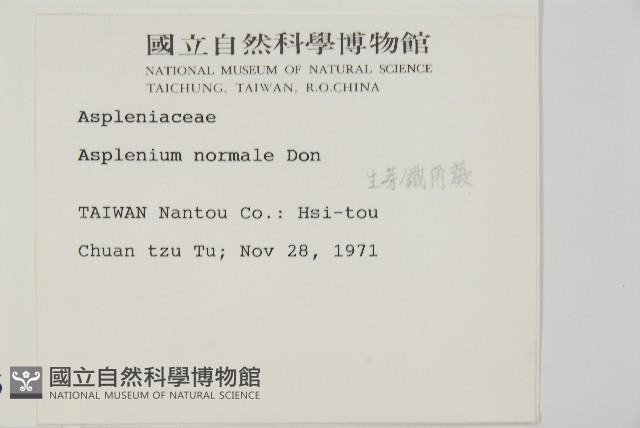 國立自然科學博物館
NATIONAL MUSEUM OF NATURAL SCIENCE
TAICHUNG, TAIWAN, R.O.CHINA
Aspleniaceae
Asplenium normale Don
生芽鐵角蕨
TAIWAN Nantou Co.: Hsi-tou
Chuan tzu Tu; Nov 28, 1971
國立自然科學博物館
NATIONAL MUSEUM OF NATURAL SCIENCE